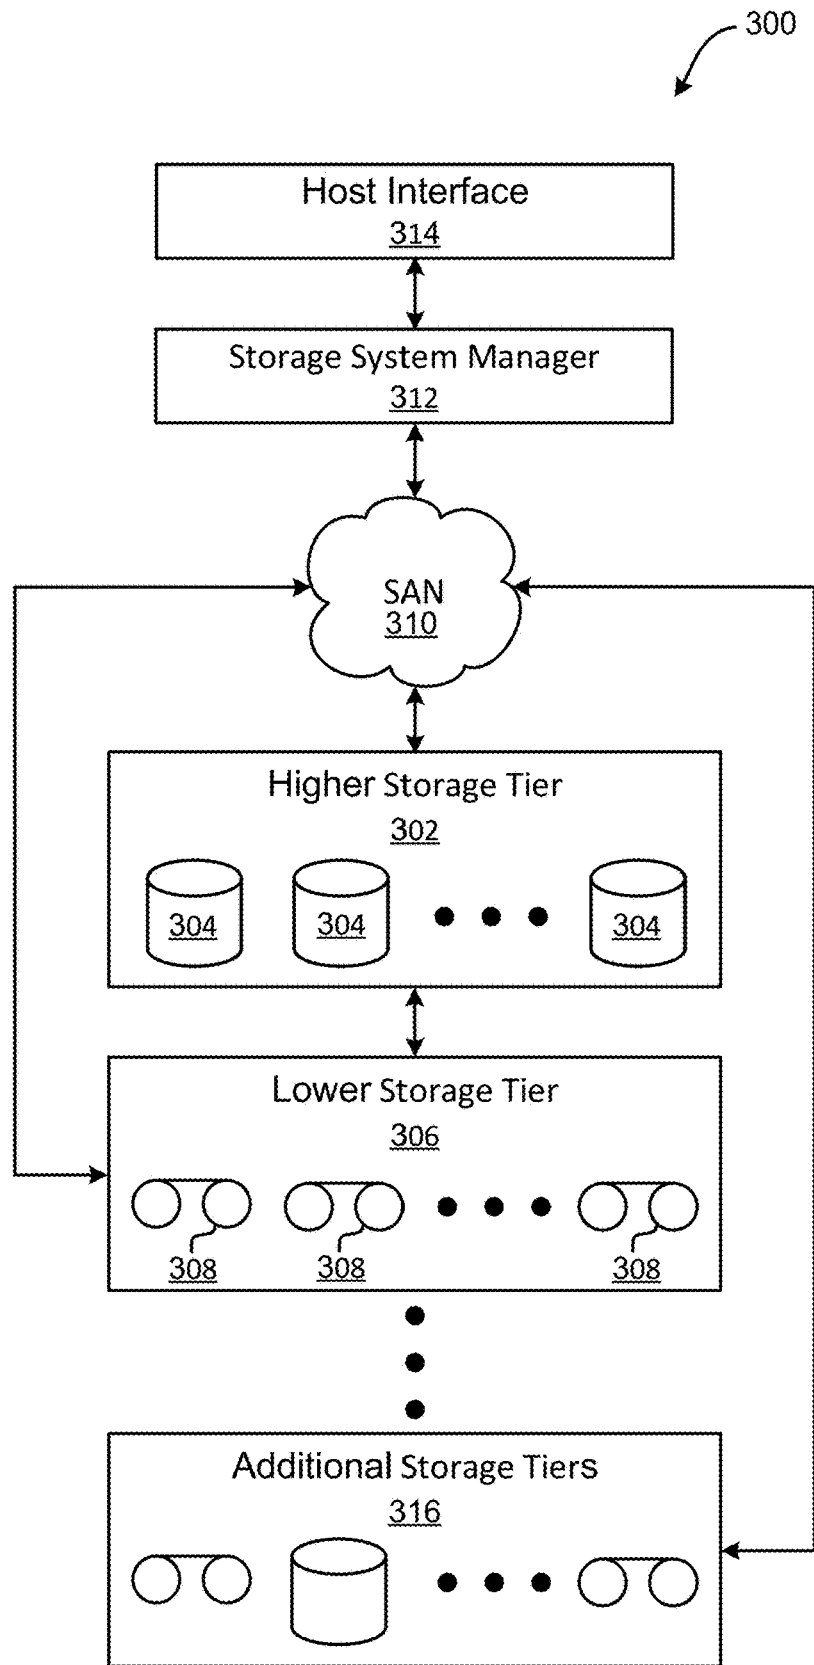 300
Host Interface
314
Storage System Manager
312
SAN
310
Higher Storage Tier
302
304 304 304
Lower Storage Tier
306
308 308 308
Additional Storage Tiers
316